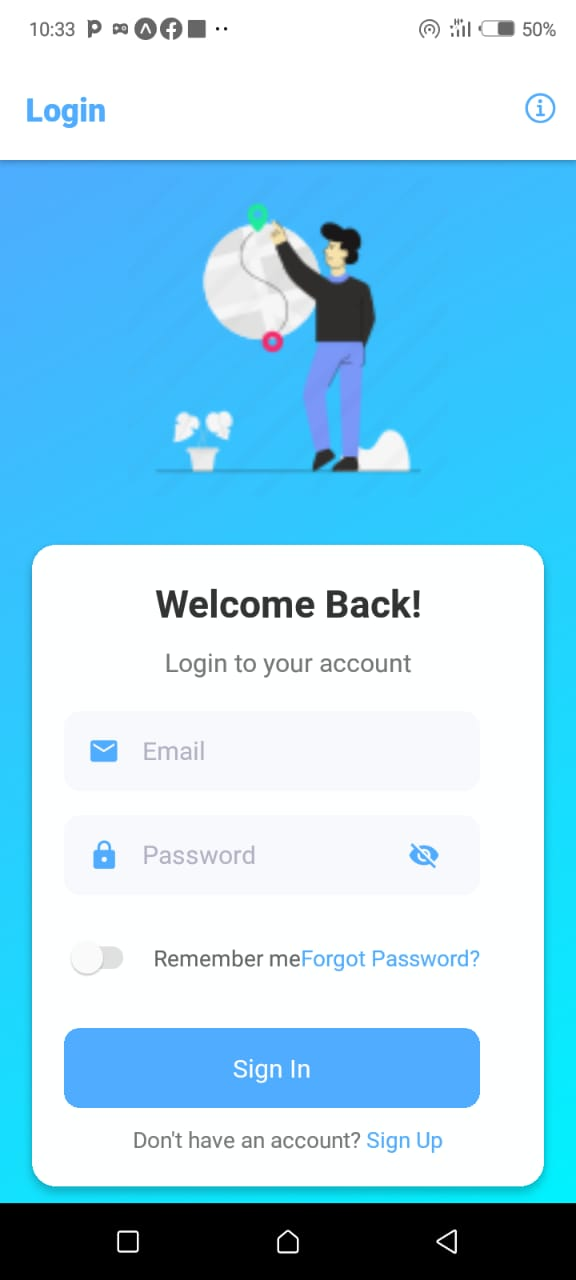 10:33
50%
Login
Welcome Back!
Login to your account
Email
Password
Remember meForgot Password?
Sign In
Don't have an account? Sign Up